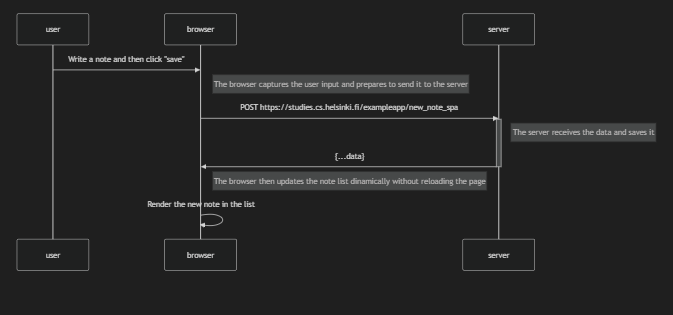 user browser server
Write a note and then click "save"
The browser captures the user input and prepares to send it to the server
POST https://studies.cs.helsinki.fi/exampleapp/new_note_spa
The server receives the data and saves it
{...data}
The browser then updates the note list dinamically without reloading the page
Render the new note in the list
user browser server